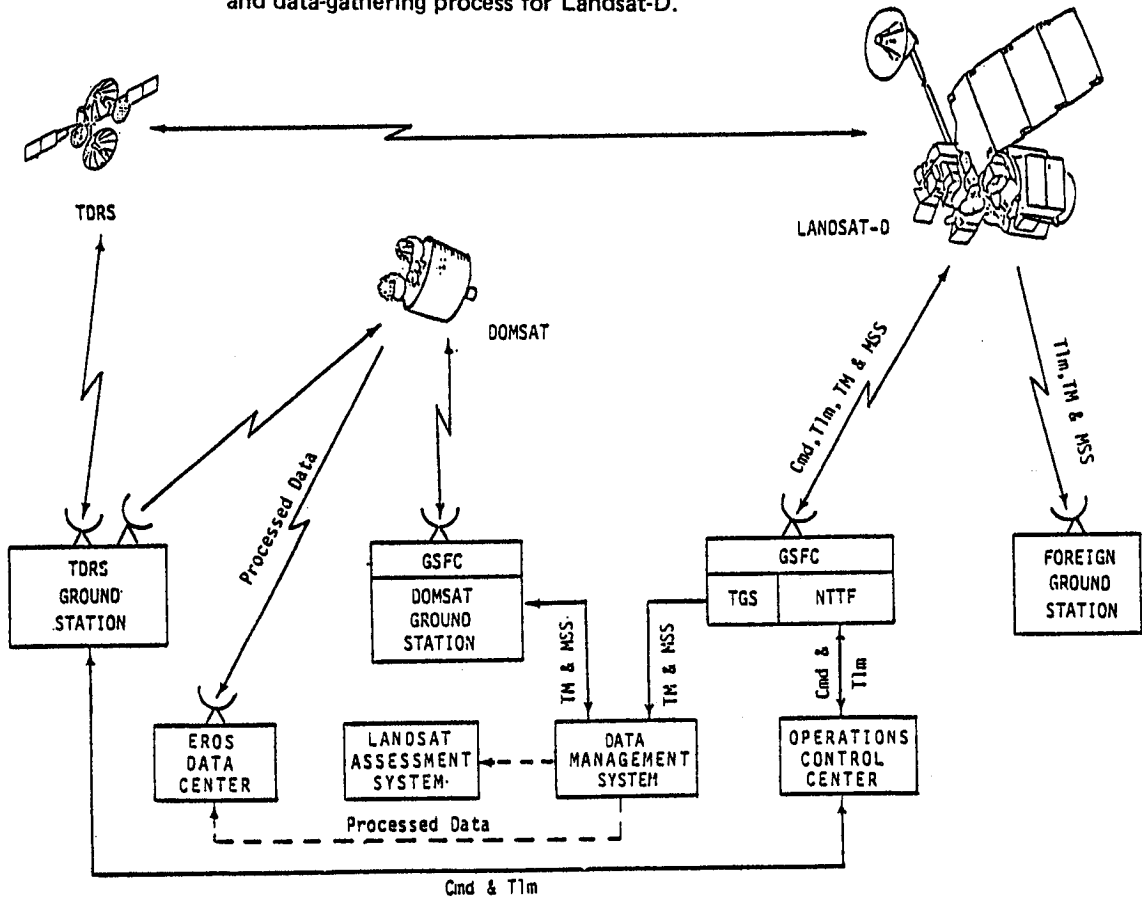 and data-gathering process for Landsat-D.
TDRS
LANDSAT-D
DOMSAT
Cmd, Tlm, TM & MSS
Tlm, TM & MSS
Processed Data
TDRS
GROUND
STATION
GSFC
DOMSAT
GROUND
STATION
GSFC
TGS
NTTF
FOREIGN
GROUND
STATION
TM & MSS
TM & MSS
Cmd &
Tlm
EROS
DATA
CENTER
LANDSAT
ASSESSMENT
SYSTEM
DATA
MANAGEMENT
SYSTEM
OPERATIONS
CONTROL
CENTER
Processed Data
Cmd & Tlm